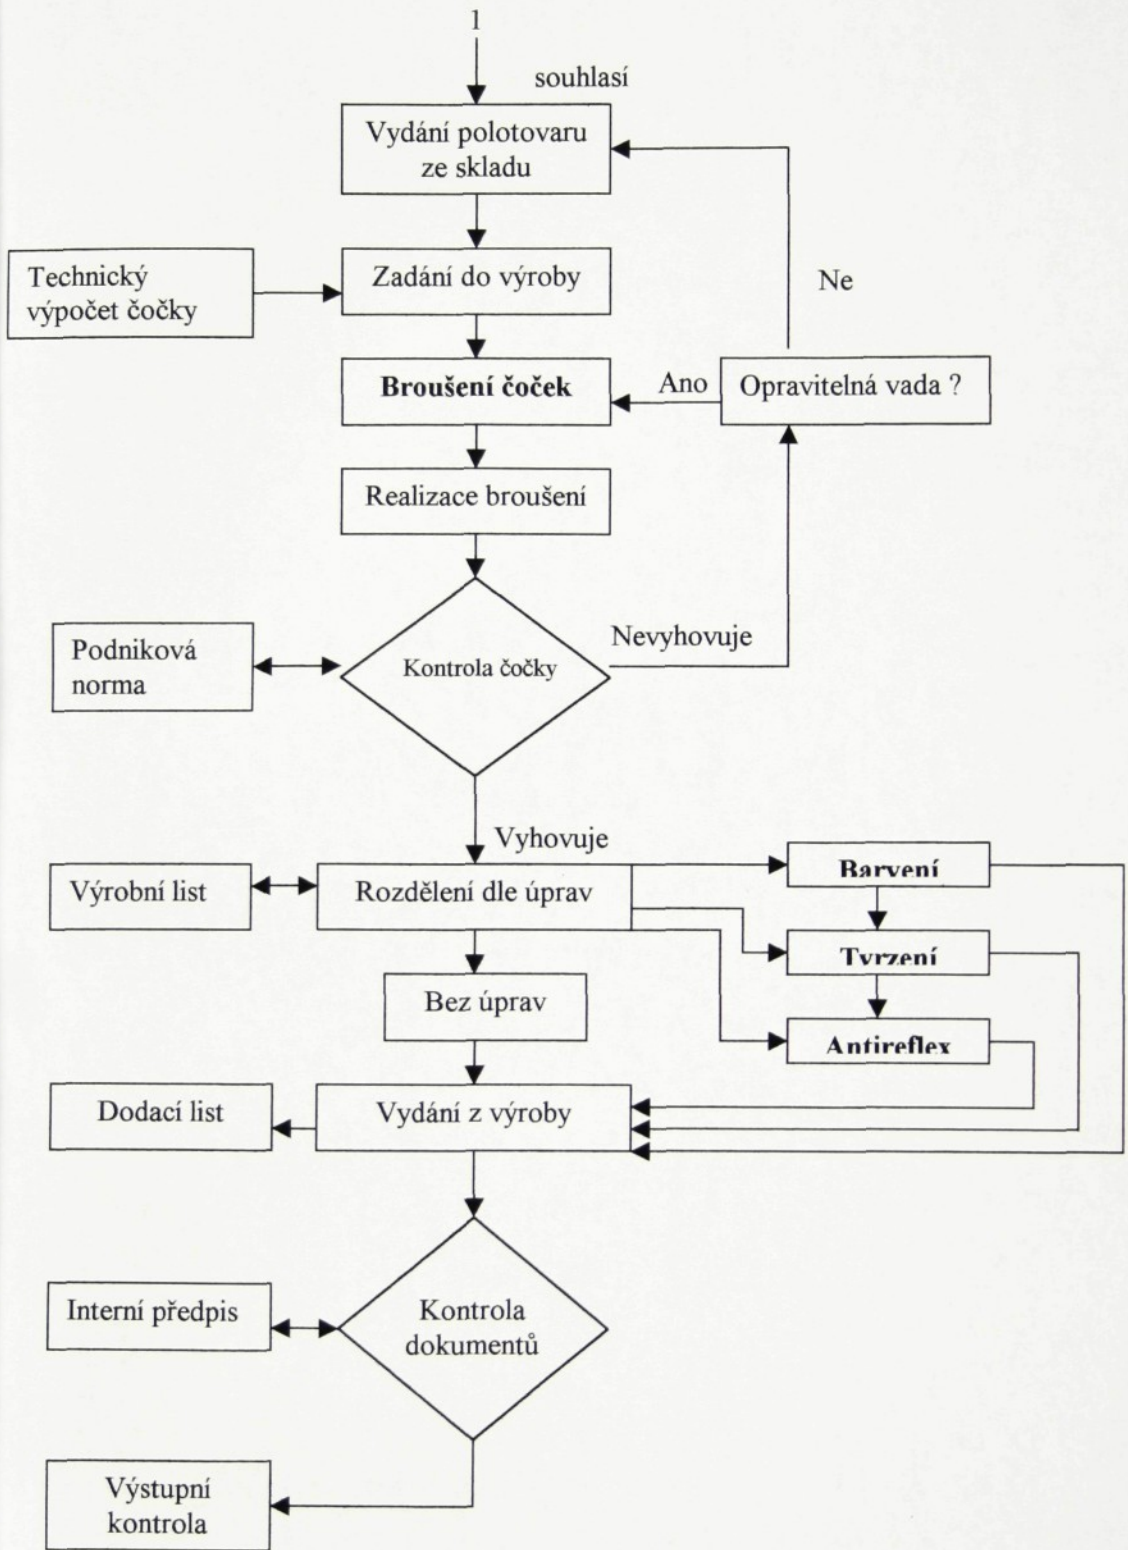 1
souhlasí
Vydání polotovaru
ze skladu
Ne
Technický
výpočet čočky
Zadání do výroby
Broušení čoček
Ano
Opravitelná vada ?
Realizace broušení
Nevyhovuje
Podniková
norma
Kontrola čočky
Vyhovuje
Výrobní list
Rozdělení dle úprav
Barvení
Tvrzení
Bez úprav
Antireflex
Dodací list
Vydání z výroby
Interní předpis
Kontrola
dokumentů
Výstupní
kontrola